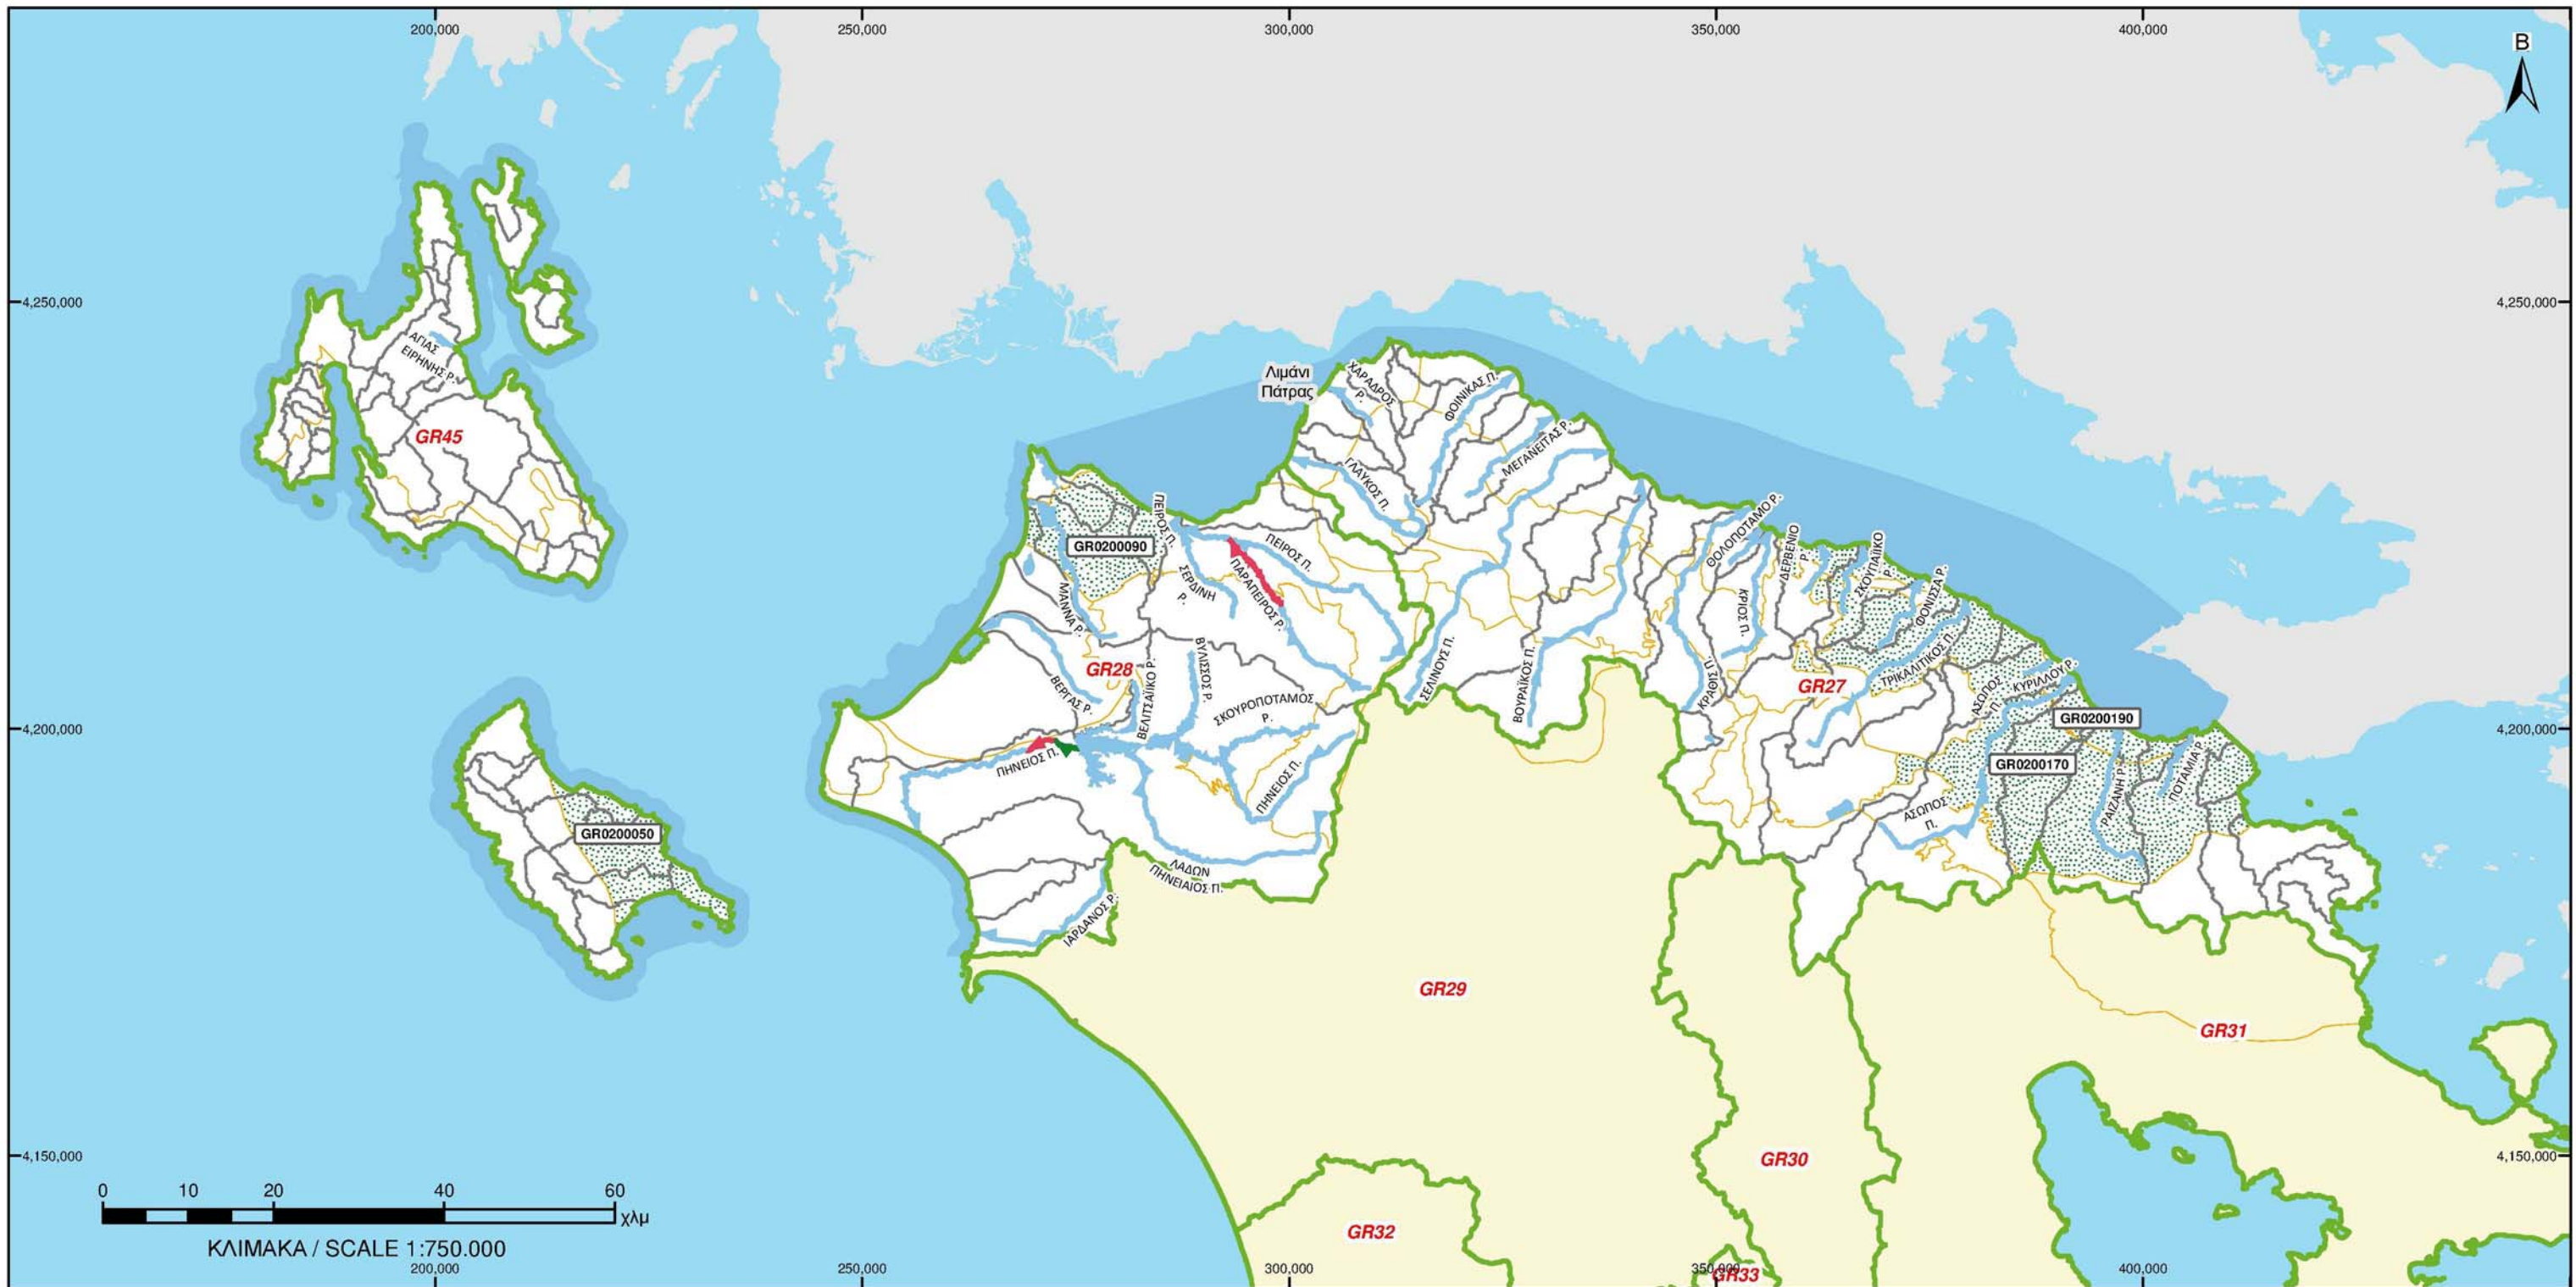 200,000
250,000
300,000
350,000
400,000
Β
4,250,000
4,250,000
ΑΓΙΑΣ
ΕΙΡΗΝΗΣ Ρ.
GR45
Λιμάνι
Πάτρας
ΧΑΡΑΔΡΟΣ
Ρ.
ΦΟΙΝΙΚΑΣ Π.
ΜΕΓΑΝΕΙΤΑΣ Ρ.
ΓΛΑΥΚΟΣ Π.
ΠΕΙΡΟΣ Π.
GR0200090
ΠΕΙΡΟΣ Π.
ΣΕΡΔΙΝΗ
Ρ.
ΠΑΡΑΠΕΙΡΟΣ Ρ.
ΜΑΝΝΑ Ρ.
ΘΟΛΟΠΟΤΑΜΟ Ρ.
ΔΕΡΒΕΝΙΟ
Ρ.
ΣΚΟΥΠΑΙΪΚΟ
Ρ.
ΦΟΝΙΣΣΑ Ρ.
ΚΡΙΟΣ Π.
GR28
ΒΕΡΓΑΣ Ρ.
ΒΕΛΙΤΣΑΪΙΚΟ Ρ.
ΒΥΛΙΣΣΟΣ Ρ.
ΣΚΟΥΡΟΠΟΤΑΜΟΣ
Ρ.
ΣΕΛΙΝΟΥΣ Π.
ΒΟΥΡΑΪΚΟΣ Π.
ΚΡΑΘΙΣ Π.
GR27
ΤΡΙΚΑΛΙΤΙΚΟΣ Π.
ΑΣΩΠΟΣ
Π.
ΚΥΡΙΛΛΟΥ Ρ.
GR0200190
4,200,000
4,200,000
ΠΗΝΕΙΟΣ Π.
ΠΗΝΕΙΟΣ Π.
GR0200170
ΡΑΙΖΑΝΗ Ρ.
ΠΟΤΑΜΙΑ Ρ.
ΑΣΩΠΟΣ
Π.
GR0200050
ΛΑΔΩΝ
ΠΗΝΕΙΑΙΟΣ Π.
ΙΑΡΔΑΝΟΣ Ρ.
GR29
GR31
4,150,000
4,150,000
GR30
0 10 20 40 60
χλμ
GR32
ΚΛΙΜΑΚΑ / SCALE 1:750.000
GR33
200,000
250,000
300,000
350,000
400,000